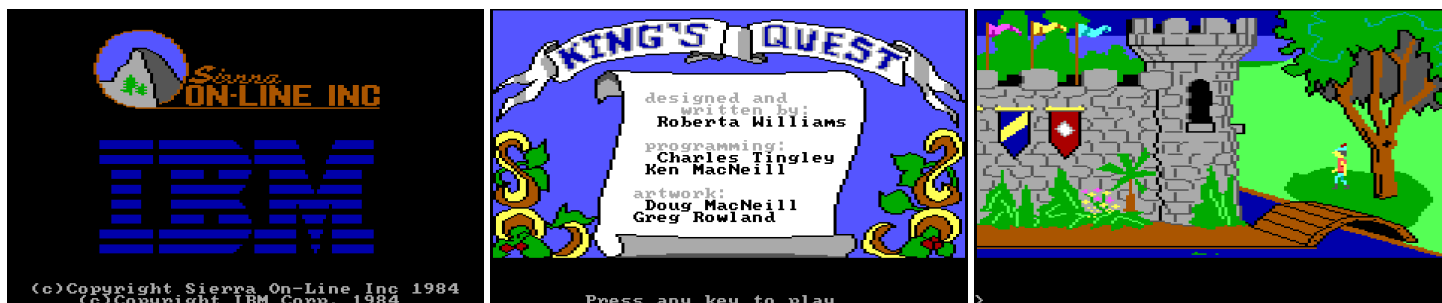 Sierra
ON-LINE INC
IBM
(c)Copyright Sierra On-Line Inc 1984
(c)Copyright IBM Corp. 1984
KING'S QUEST
designed and
written by:
Roberta Williams
programming:
Charles Tingley
Ken MacNeill
artwork:
Doug MacNeill
Greg Rowland
Press any key to play
>